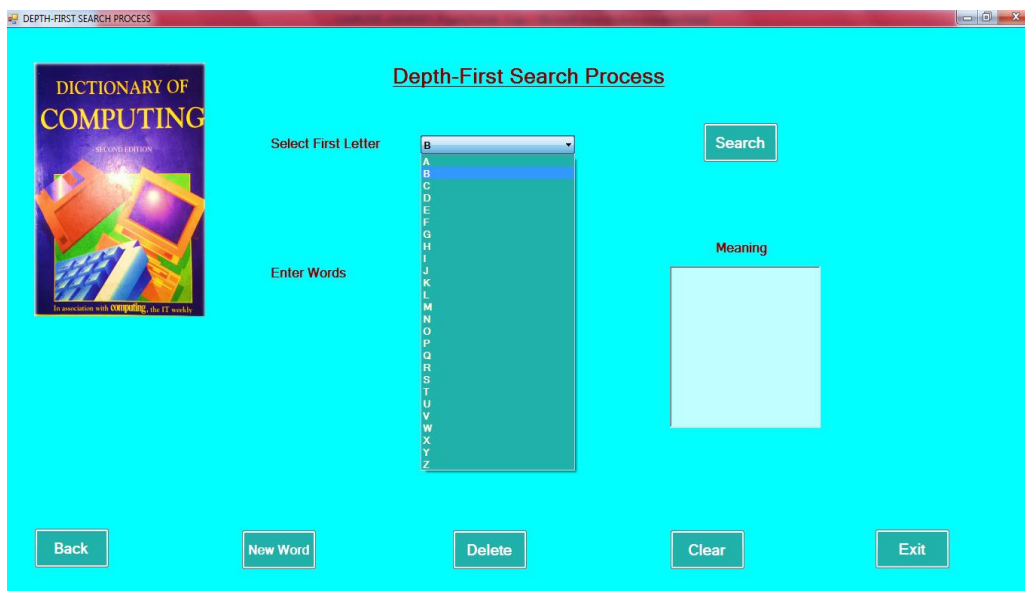 DEPTH-FIRST SEARCH PROCESS
Depth-First Search Process
DICTIONARY OF
COMPUTING
SECOND EDITION
In association with computing, the IT weekly
Select First Letter
B
Search
A
B
C
D
E
F
G
H
I
J
K
L
M
N
O
P
Q
R
S
T
U
V
W
X
Y
Z
Enter Words
Meaning
Back
New Word
Delete
Clear
Exit